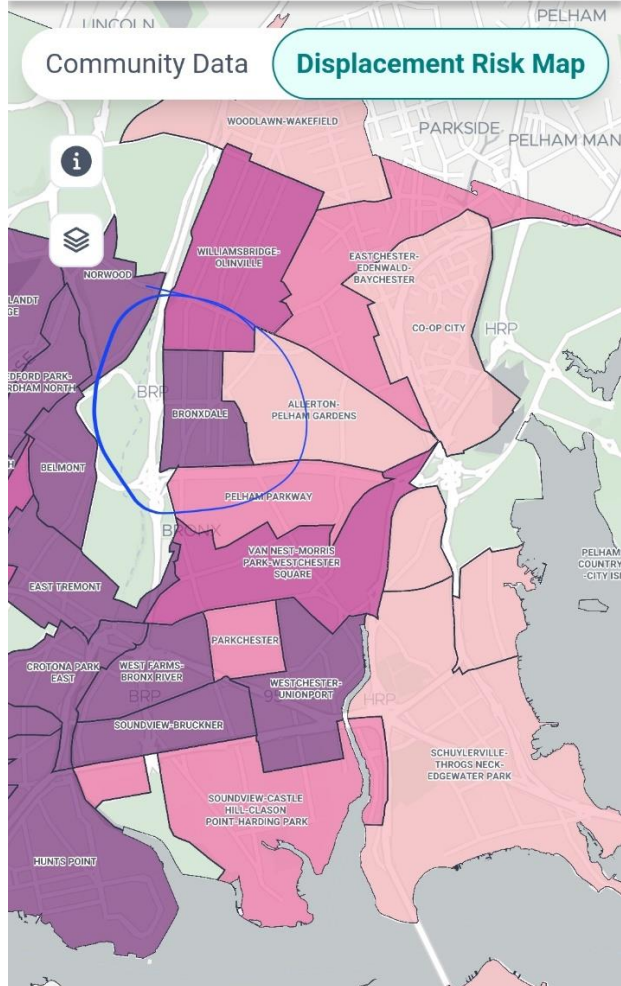 LINCOLN
PELHAM
Community Data
Displacement Risk Map
WOODLAWN-WAKEFIELD
PARKSIDE
PELHAM MAN
i
WILLIAMSBRIDGE-
OLINVILLE
EASTCHESTER-
EDENWALD-
BAYCHESTER
NORWOOD
LANDT
GE
CO-OP CITY
HRP
EDFORD PARK-
RDHAM NORTH
BRP
BRONXDALE
ALLERTON-
PELHAM GARDENS
H
BELMONT
PELHAM PARKWAY
BRONX
VAN NEST-MORRIS
PARK-WESTCHESTER
SQUARE
PELHAM
COUNTRY
-CITY ISL
EAST TREMONT
PARKCHESTER
CROTONA PARK
EAST
WEST FARMS-
BRONX RIVER
WESTCHESTER-
UNIONPORT
BRP
95
HRP
SOUNDVIEW-BRUCKNER
SCHUYLERVILLE-
THROGS NECK-
EDGEWATER PARK
SOUNDVIEW-CASTLE
HILL-CLASON
POINT-HARDING PARK
HUNTS POINT